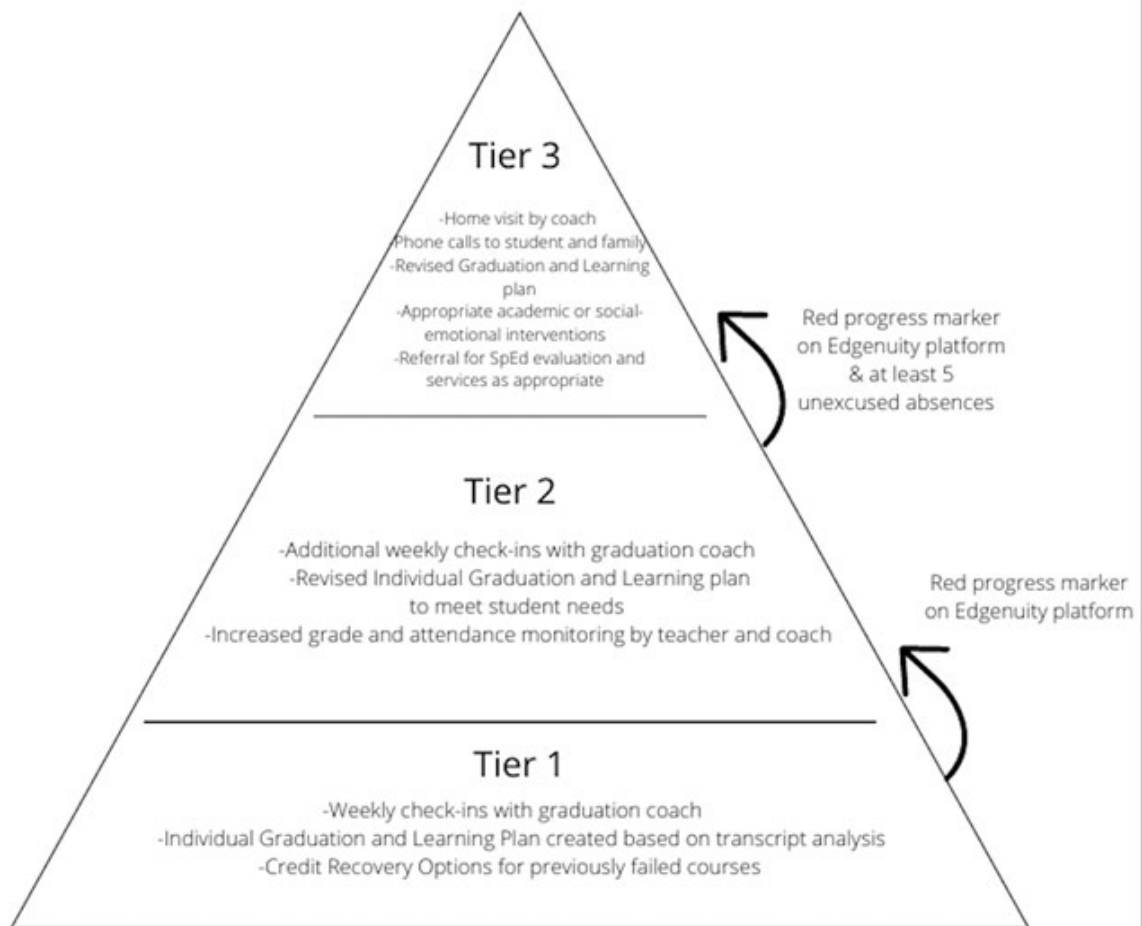 Tier 3
-Home visit by coach
-Phone calls to student and family
-Revised Graduation and Learning
plan
-Appropriate academic or social-
emotional interventions
-Referral for SpEd evaluation and
services as appropriate
Red progress marker
on Edgenuity platform
& at least 5
unexcused absences
Tier 2
-Additional weekly check-ins with graduation coach
-Revised Individual Graduation and Learning plan
to meet student needs
-Increased grade and attendance monitoring by teacher and coach
Red progress marker
on Edgenuity platform
Tier 1
-Weekly check-ins with graduation coach
-Individual Graduation and Learning Plan created based on transcript analysis
-Credit Recovery Options for previously failed courses